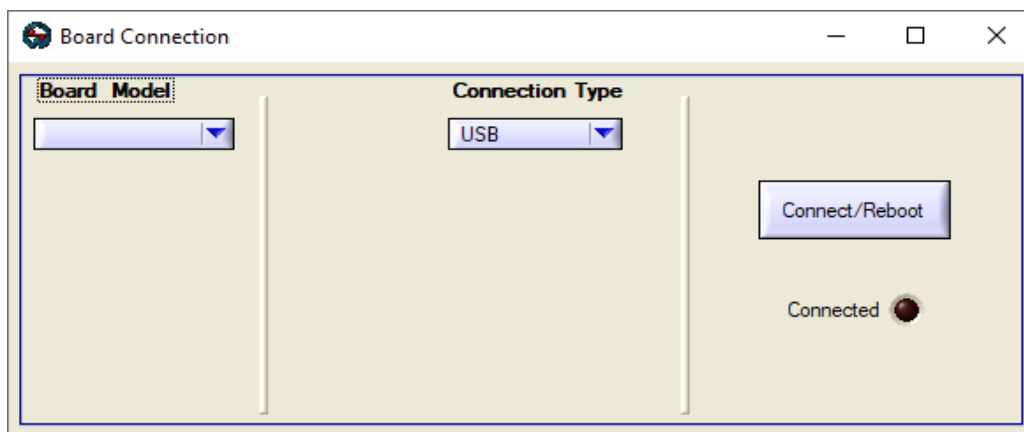 Board Connection
Board Model
Connection Type
USB
Connect/Reboot
Connected